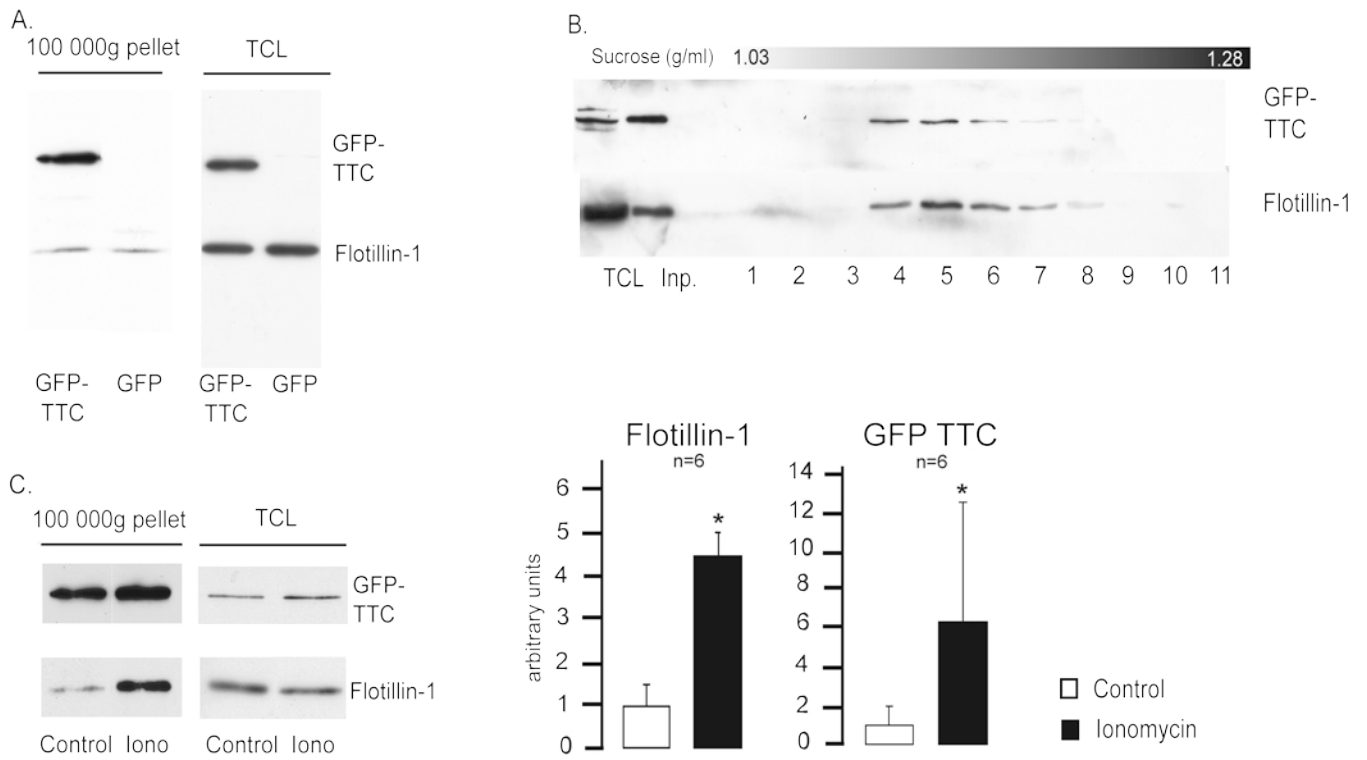 A.
100 000g pellet TCL
GFP-
TTC
Flotillin-1
GFP- GFP GFP- GFP
TTC TTC
B.
Sucrose (g/ml) 1.03 1.28
GFP-
TTC
Flotillin-1
TCL Inp. 1 2 3 4 5 6 7 8 9 10 11
C.
100 000g pellet TCL
GFP-
TTC
Flotillin-1
Control Iono Control Iono
Flotillin-1
n=6
arbitrary units
6
5
4
3
2
1
0
*
GFP TTC
n=6
14
12
10
8
6
4
2
0
*
Control
Ionomycin